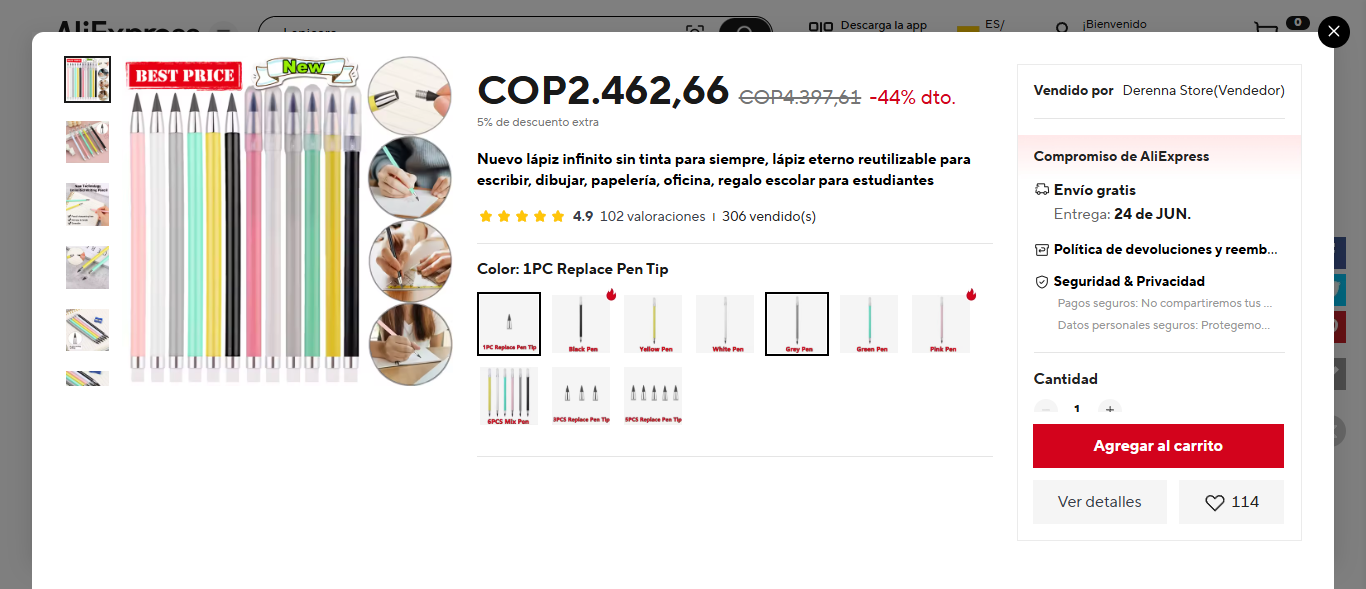 AliExpress
Lapicero
Descarga la app
ES/
¡Bienvenido
0
BEST PRICE
New
COP2.462,66 COP4.397,61 -44% dto.
5% de descuento extra
Nuevo lápiz infinito sin tinta para siempre, lápiz eterno reutilizable para
escribir, dibujar, papelería, oficina, regalo escolar para estudiantes
4.9 102 valoraciones 306 vendido(s)
Color: 1PC Replace Pen Tip
1PC Replace Pen Tip
Black Pen
Yellow Pen
White Pen
Grey Pen
Green Pen
Pink Pen
6PCS Mix Pen
3PCS Replace Pen Tip
5PCS Replace Pen Tip
Vendido por Derenna Store(Vendedor)
Compromiso de AliExpress
Envío gratis
Entrega: 24 de JUN.
Política de devoluciones y reemb...
Seguridad & Privacidad
Pagos seguros: No compartiremos tus ...
Datos personales seguros: Protegemo...
Cantidad
1
Agregar al carrito
Ver detalles
114